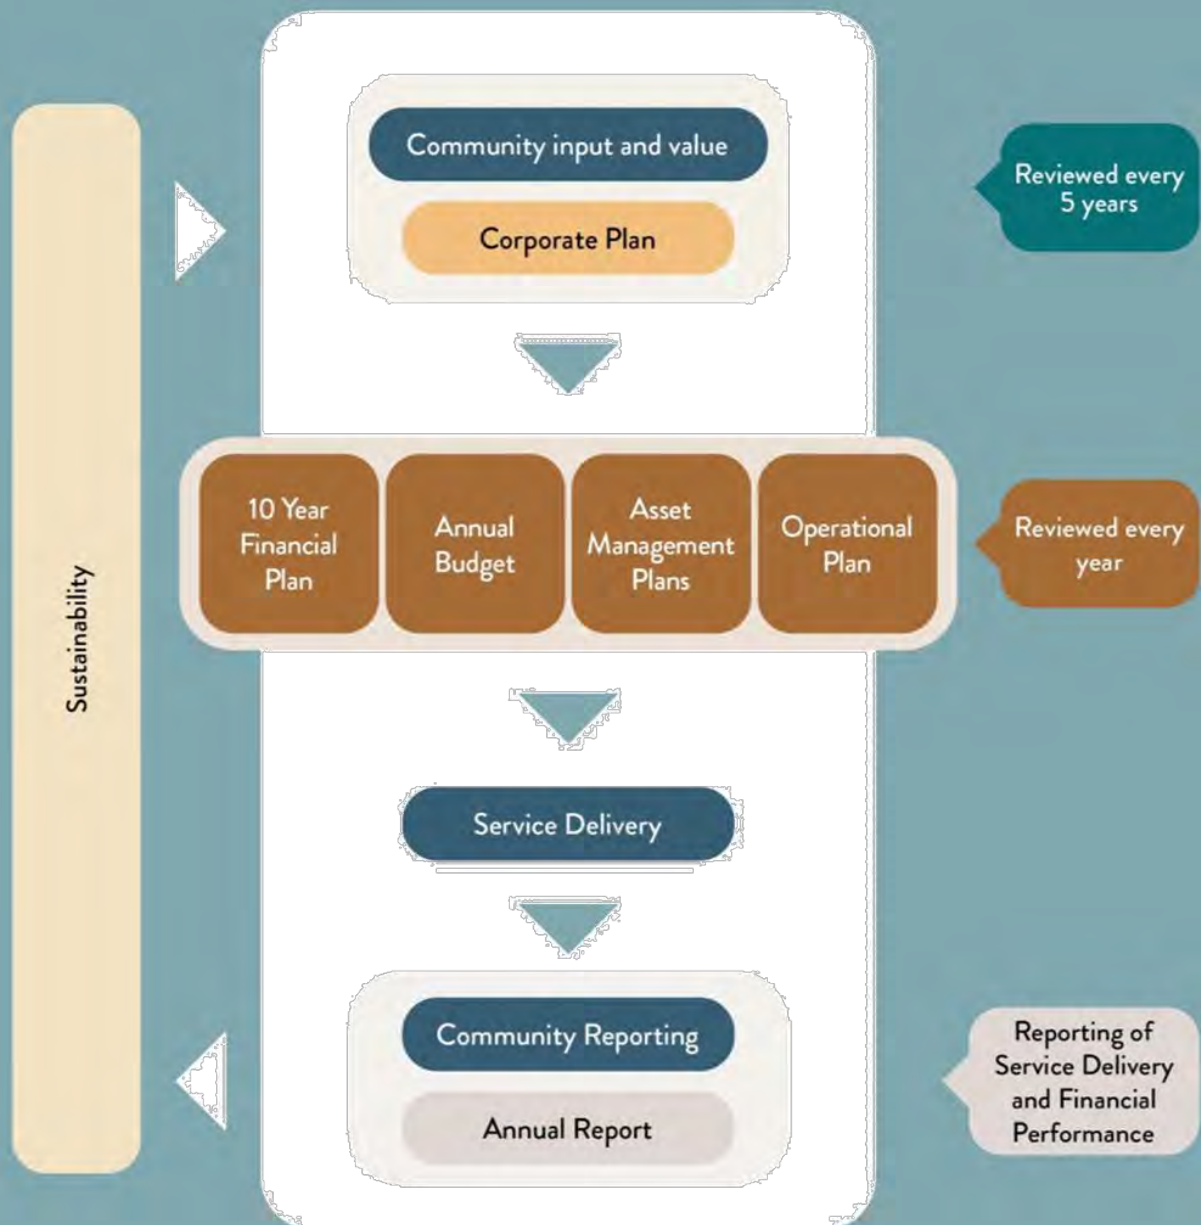 Community input and value
Corporate Plan
Reviewed every
5 years
Sustainability
10 Year
Financial
Plan
Annual
Budget
Asset
Management
Plans
Operational
Plan
Reviewed every
year
Service Delivery
Community Reporting
Annual Report
Reporting of
Service Delivery
and Financial
Performance